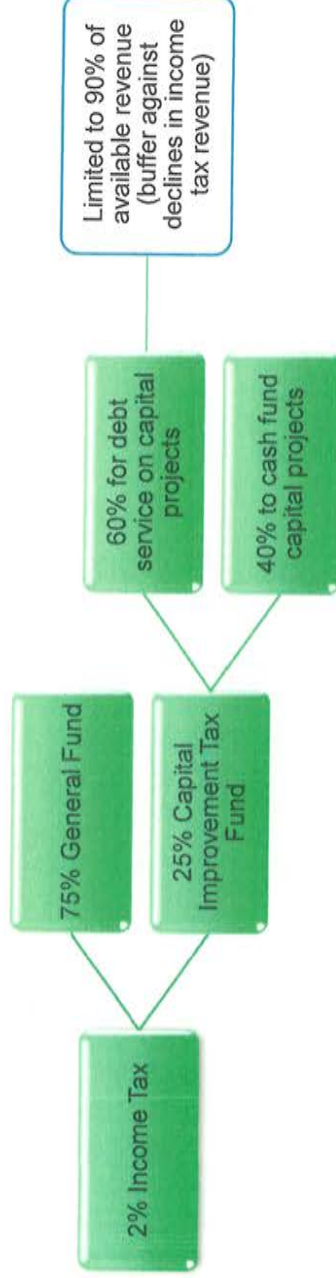 2% Income Tax
75% General Fund
25% Capital
Improvement Tax
Fund
60% for debt
service on capital
projects
40% to cash fund
capital projects
Limited to 90% of
available revenue
(buffer against
declines in income
tax revenue)